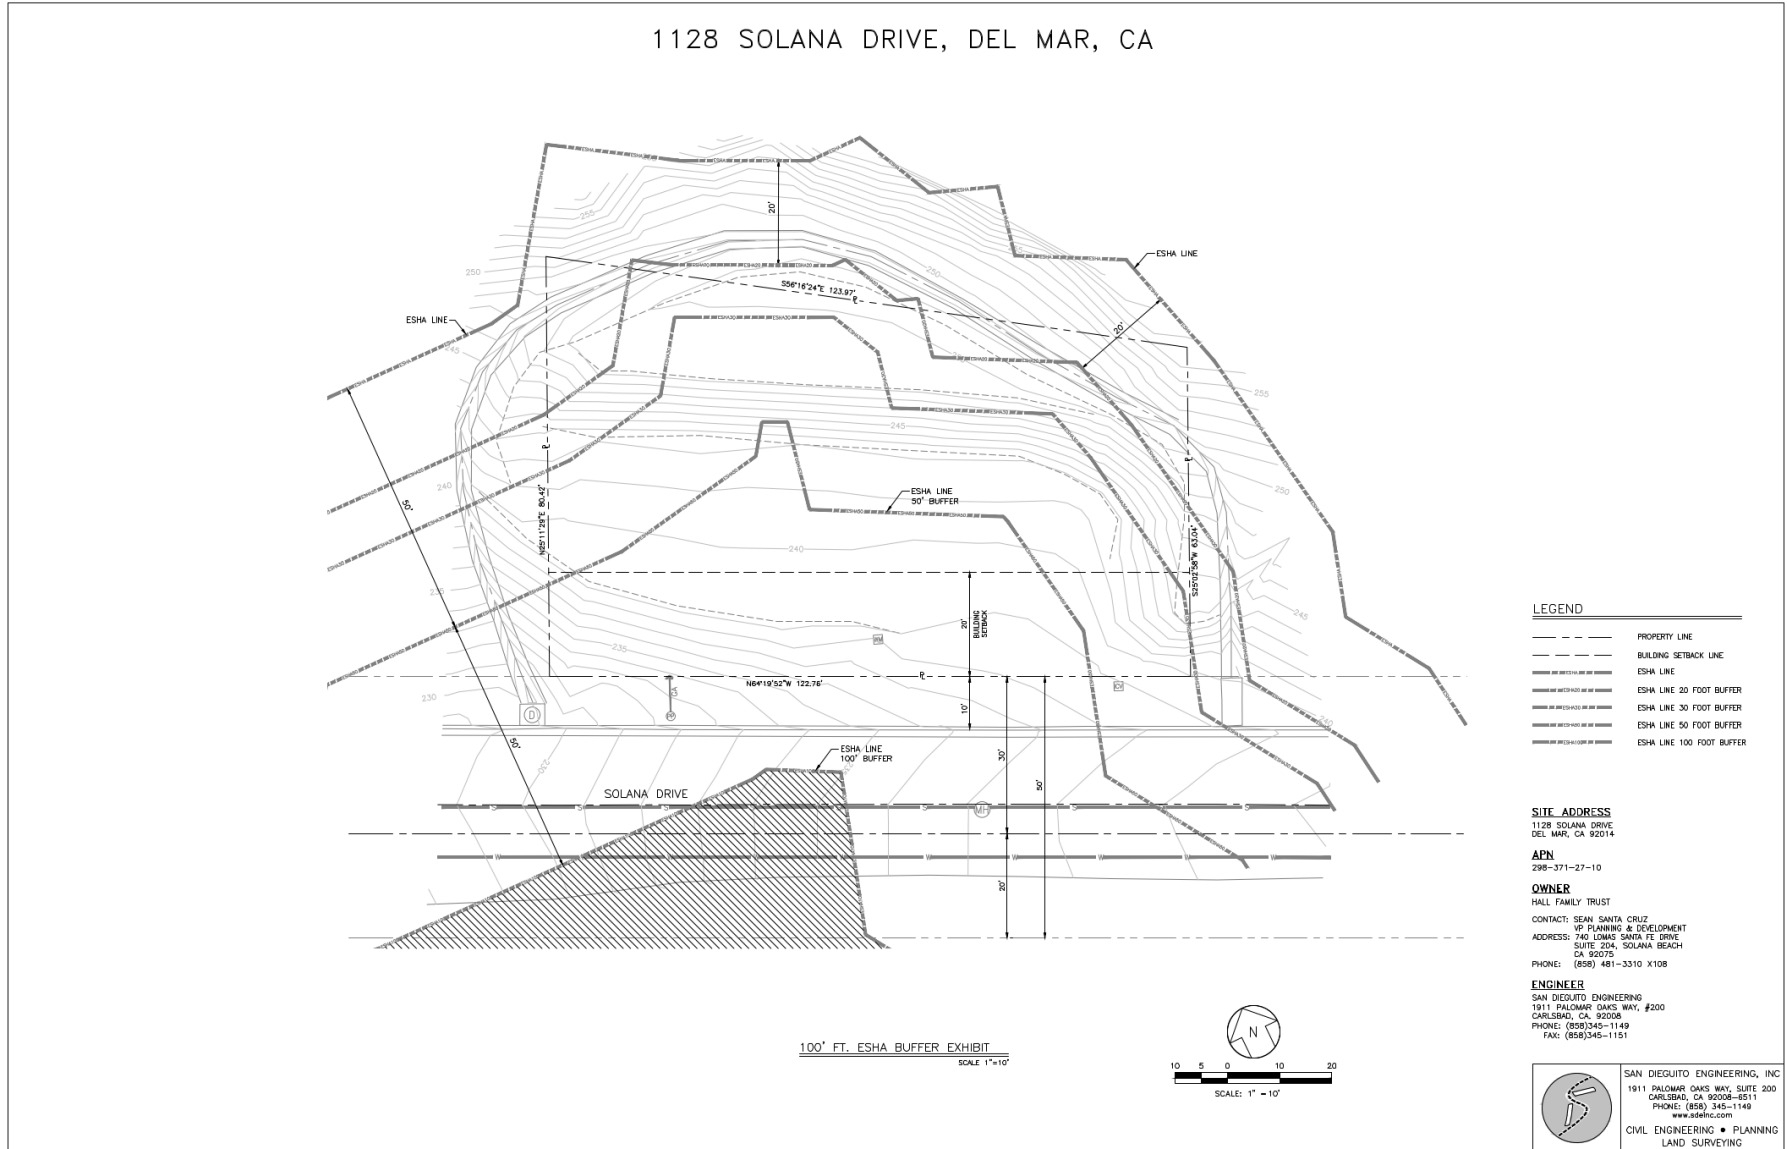 1128 SOLANA DRIVE, DEL MAR, CA
ESHA LINE
ESHA LINE
20'
20'
50'
50'
255
250
245
240
235
230
250
255
250
245
240
245
240
235
230
S56°16'24"E 123.97'
N25°11'29"E 80.42'
S25°02'58"W 63.04'
N64°19'52"W 122.76'
ESHA LINE
50' BUFFER
20'
BUILDING
SETBACK
10'
30'
50'
20'
ESHA LINE
100' BUFFER
SOLANA DRIVE
D
GA
PP
WM
MH
S S S S S S S
W W W W W W W
100' FT. ESHA BUFFER EXHIBIT
SCALE 1"=10'
N
10 5 0 10 20
SCALE: 1" = 10'
LEGEND
PROPERTY LINE
BUILDING SETBACK LINE
ESHA LINE
ESHA LINE 20 FOOT BUFFER
ESHA LINE 30 FOOT BUFFER
ESHA LINE 50 FOOT BUFFER
ESHA LINE 100 FOOT BUFFER
SITE ADDRESS
1128 SOLANA DRIVE
DEL MAR, CA 92014
APN
298-371-27-10
OWNER
HALL FAMILY TRUST
CONTACT: SEAN SANTA CRUZ
VP PLANNING & DEVELOPMENT
ADDRESS: 740 LOMAS SANTA FE DRIVE
SUITE 204, SOLANA BEACH
CA 92075
PHONE: (858) 481-3310 X108
ENGINEER
SAN DIEGUITO ENGINEERING
1911 PALOMAR OAKS WAY, #200
CARLSBAD, CA. 92008
PHONE: (858)345-1149
FAX: (858)345-1151
SAN DIEGUITO ENGINEERING, INC
1911 PALOMAR OAKS WAY, SUITE 200
CARLSBAD, CA 92008-6511
PHONE: (858) 345-1149
www.sdeinc.com
CIVIL ENGINEERING • PLANNING
LAND SURVEYING